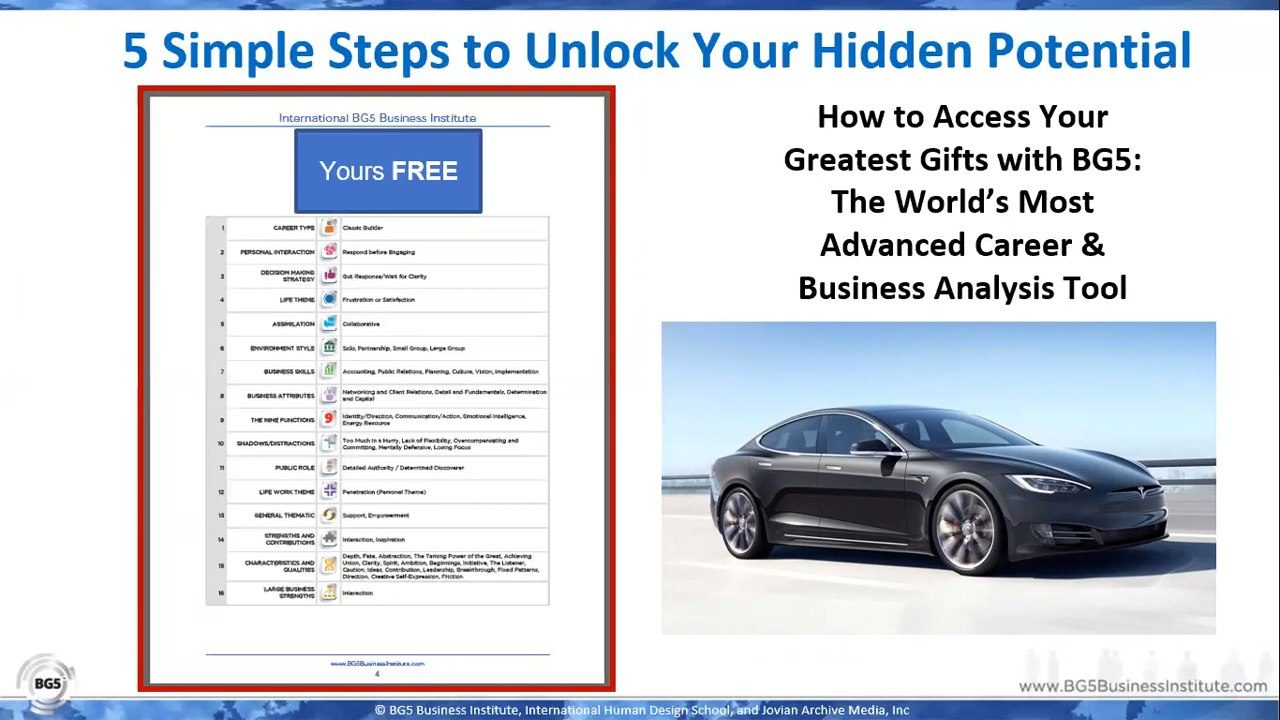 5 Simple Steps to Unlock Your Hidden Potential
International BG5 Business Institute
Yours FREE
1 CAREER TYPE Classic Builder
2 PERSONAL INTERACTION Respond before Engaging
3 DECISION MAKING STRATEGY Gut Response/Wait for Clarity
4 LIFE THEME Frustration or Satisfaction
5 ASSIMILATION Collaborative
6 ENVIRONMENT STYLE Solo, Partnership, Small Group, Large Group
7 BUSINESS SKILLS Accounting, Public Relations, Planning, Culture, Vision, Implementation
8 BUSINESS ATTRIBUTES Networking and Client Relations, Detail and Fundamentals, Determination
and Capital
9 THE NINE FUNCTIONS 9 Identity/Direction, Communication/Action, Emotional Intelligence,
Energy Resource
10 SHADOWS/DISTRACTIONS Too Much in a Hurry, Lack of Flexibility, Overcompensating and
Committing, Mentally Defensive, Losing Focus
11 PUBLIC ROLE Detailed Authority / Determined Discoverer
12 LIFE WORK THEME Penetration (Personal Theme)
13 GENERAL THEMATIC Support, Empowerment
14 STRENGTHS AND CONTRIBUTIONS Interaction, Inspiration
15 CHARACTERISTICS AND QUALITIES Depth, Fate, Abstraction, The Taming Power of the Great, Achieving
Union, Clarity, Spirit, Ambition, Beginnings, Initiative, The Listener,
Caution, Ideas, Contribution, Leadership, Breakthrough, Fixed Patterns,
Direction, Creative Self-Expression, Friction
16 LARGE BUSINESS STRENGTHS Interaction
www.BG5BusinessInstitute.com
4
How to Access Your
Greatest Gifts with BG5:
The World's Most
Advanced Career &
Business Analysis Tool
BG5
www.BG5BusinessInstitute.com
© BG5 Business Institute, International Human Design School, and Jovian Archive Media, Inc